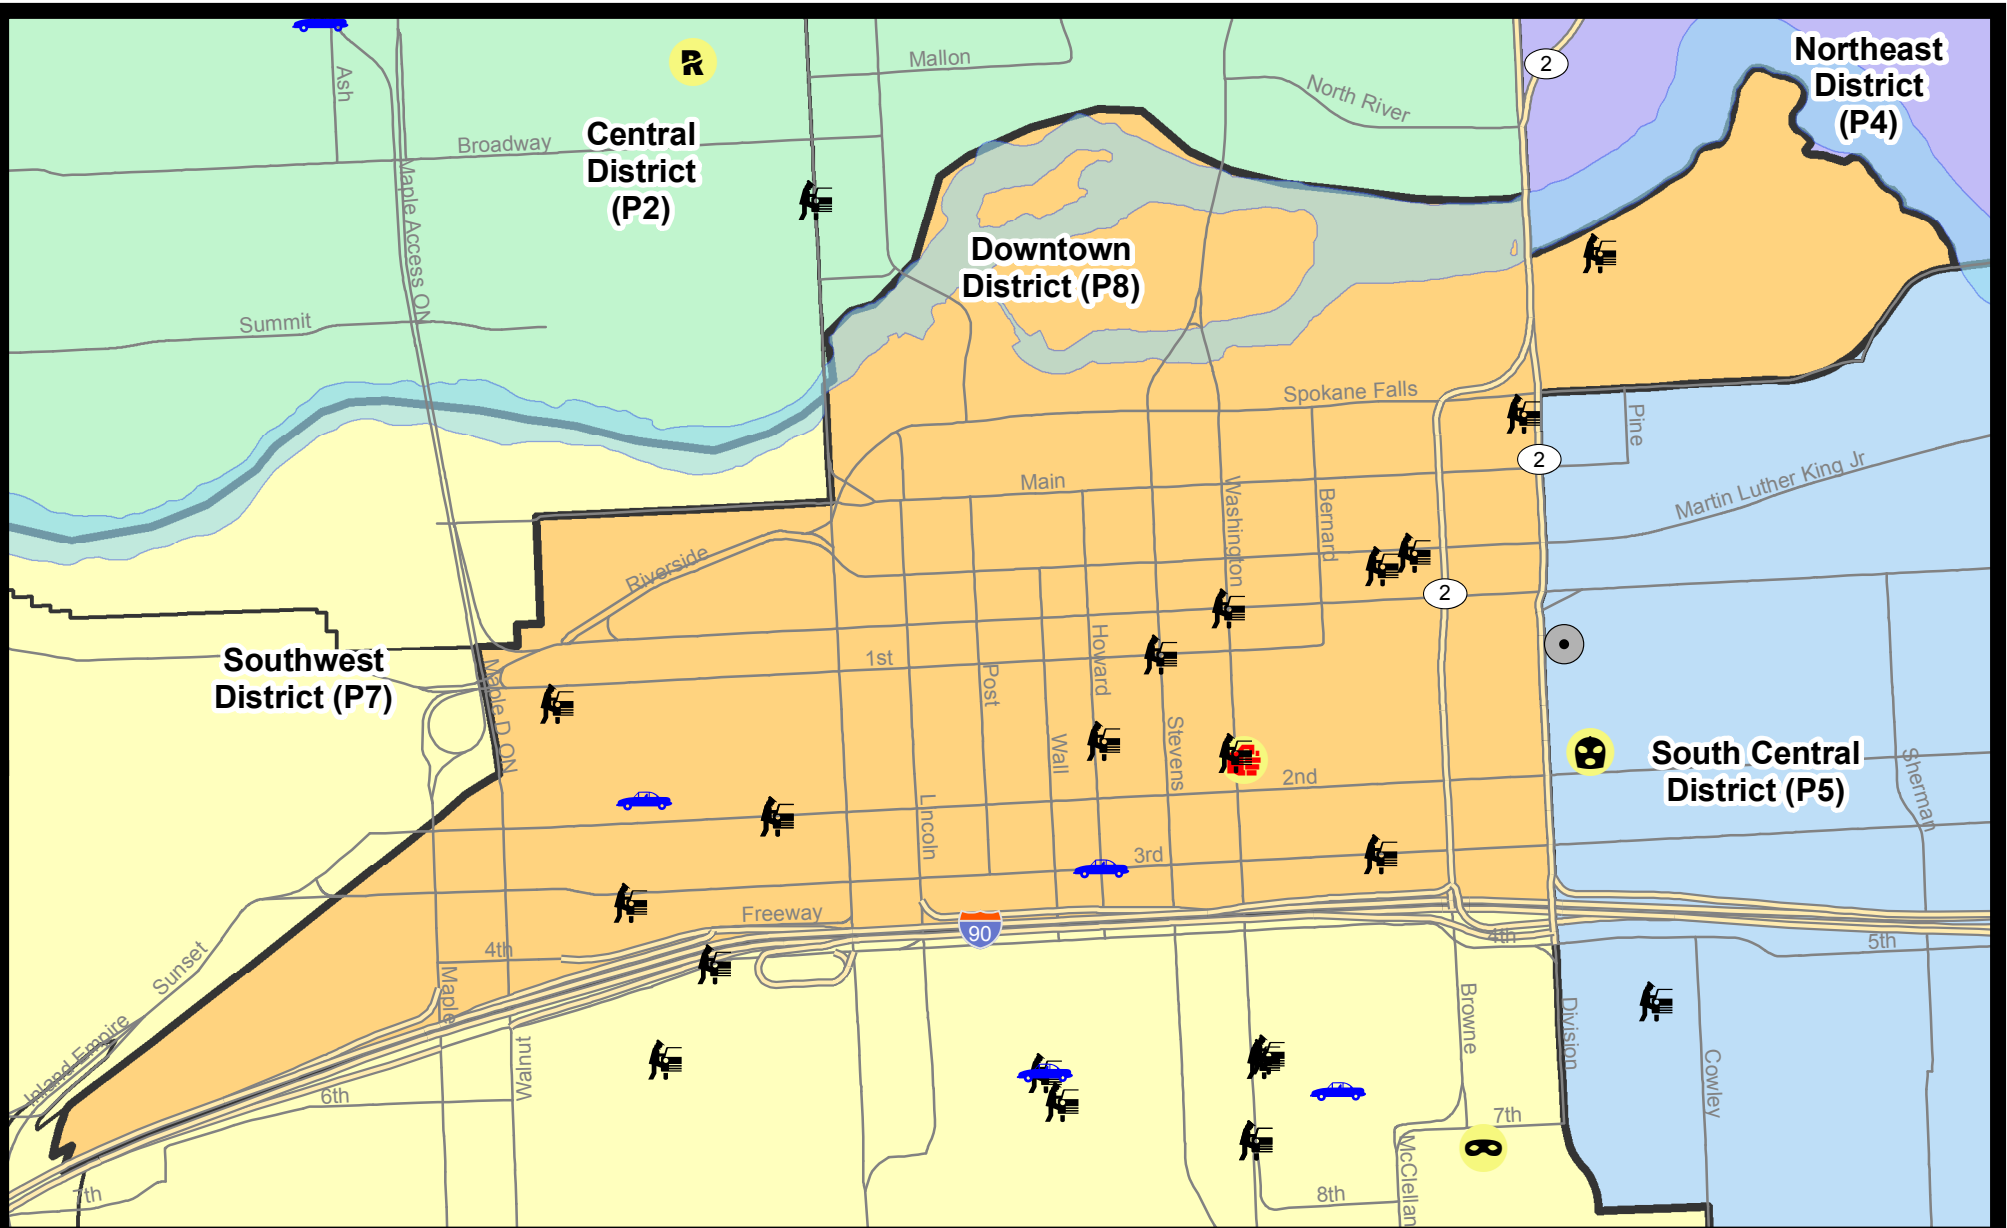 Northeast
District
(P4)
2
Mallon
Ash
North River
Central
District
(P2)
Broadway
Maple Access ON
Downtown
District (P8)
Summit
Spokane Falls
Pine
2
Main
Martin Luther King Jr
Washington
Bernard
Riverside
2
Southwest
District (P7)
1st
Howard
Post
Maple D ON
Stevens
Wall
South Central
District (P5)
2nd
Sherman
Lncoln
3rd
Freeway
90
4th
4th
5th
Sunset
Maple
Browne
Division
Inland Empire
Walnut
Cowley
6th
7th
McClellan
7th
8th
R